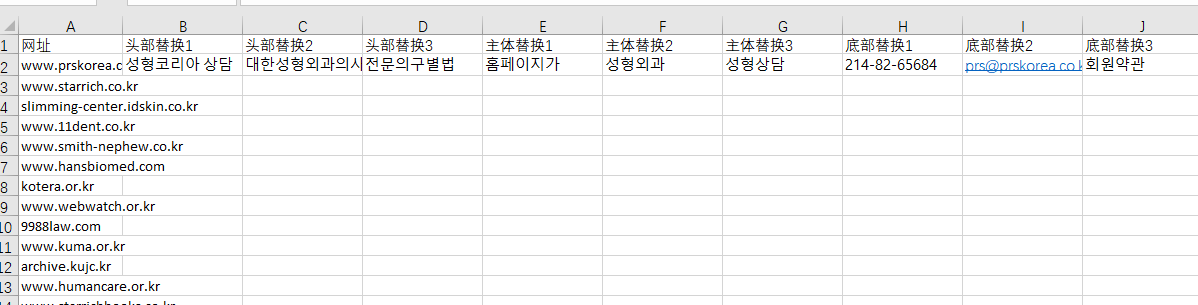 A B C D E F G H I J
1 网址 头部替换1 头部替换2 头部替换3 主体替换1 主体替换2 主体替换3 底部替换1 底部替换2 底部替换3
2 www.prskorea.c 성형코리아 상담 대한성형외과의사 전문의구별법 홈페이지가 성형외과 성형상담 214-82-65684 prs@prskorea.co.k 회원약관
3 www.starrich.co.kr
4 slimming-center.idskin.co.kr
5 www.11dent.co.kr
6 www.smith-nephew.co.kr
7 www.hansbiomed.com
8 kotera.or.kr
9 www.webwatch.or.kr
10 9988law.com
11 www.kuma.or.kr
12 archive.kujc.kr
13 www.humancare.or.kr
14 www.starrichbooks.co.kr